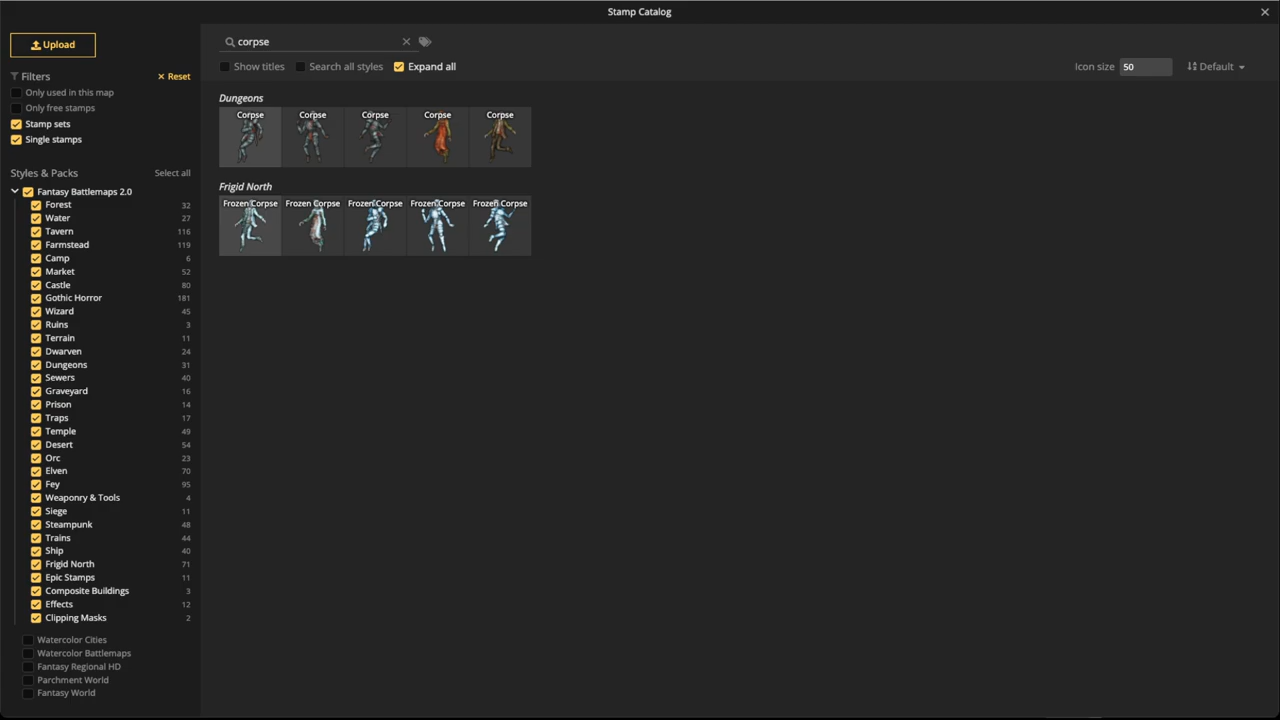 Stamp Catalog
Upload
corpse
Filters
Reset
Only used in this map
Only free stamps
Stamp sets
Single stamps
Show titles
Search all styles
Expand all
Icon size 50
Default
Styles & Packs
Select all
Fantasy Battlemaps 2.0
Forest 32
Water 27
Tavern 116
Farmstead 119
Camp 6
Market 52
Castle 80
Gothic Horror 181
Wizard 45
Ruins 3
Terrain 11
Dwarven 24
Dungeons 31
Sewers 40
Graveyard 16
Prison 14
Traps 17
Temple 49
Desert 54
Orc 23
Elven 70
Fey 95
Weaponry & Tools 4
Siege 11
Steampunk 48
Trains 44
Ship 40
Frigid North 71
Epic Stamps 11
Composite Buildings 3
Effects 12
Clipping Masks 2
Watercolor Cities
Watercolor Battlemaps
Fantasy Regional HD
Parchment World
Fantasy World
Dungeons
Corpse Corpse Corpse Corpse Corpse
Frigid North
Frozen Corpse Frozen Corpse Frozen Corpse Frozen Corpse Frozen Corpse